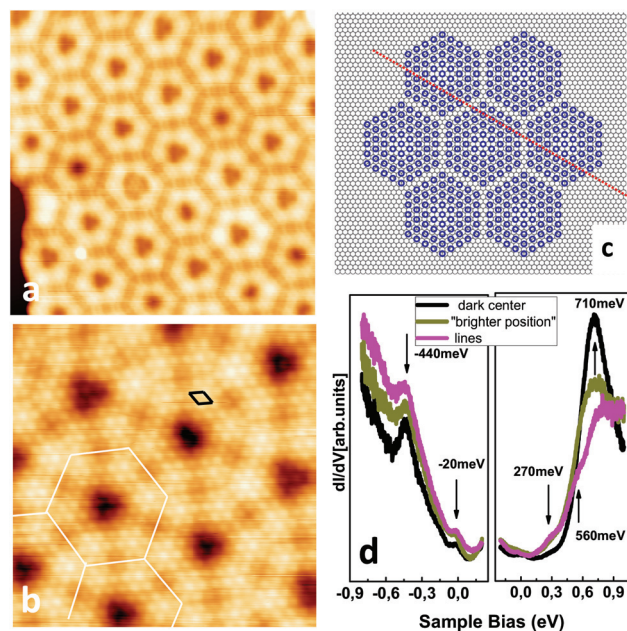 a
b
c
d
dark center
"brighter position"
lines
710meV
-440meV
-20meV
270meV
560meV
dI/dV[arb.units]
-0,9 -0,6 -0,3 0,0 0,0 0,3 0,6 0,9
Sample Bias (eV)